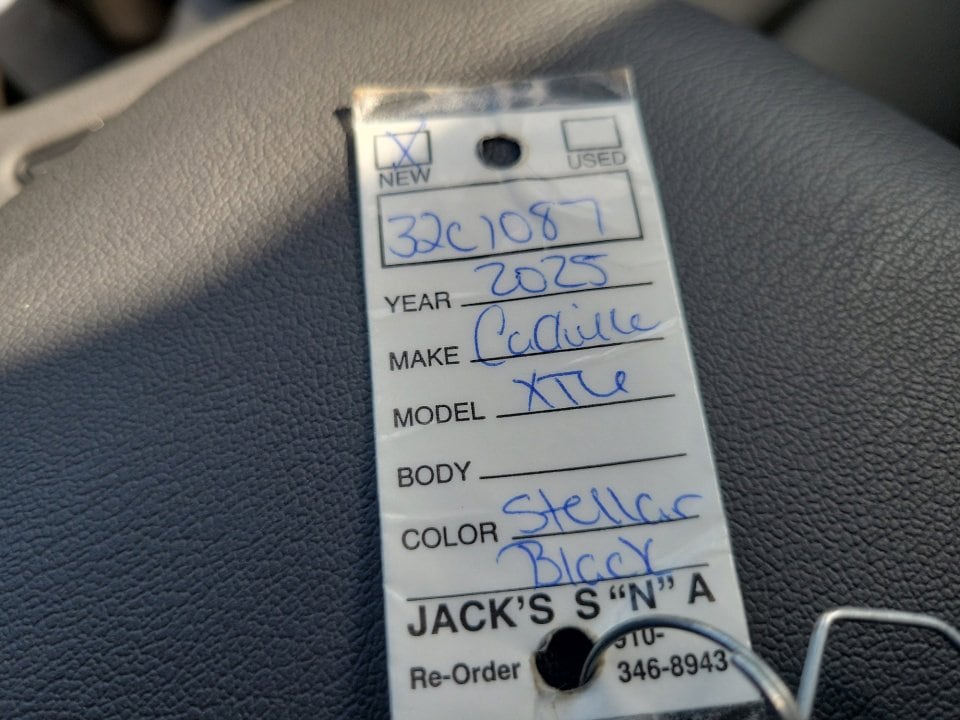 X
NEW USED
32C1087
YEAR 2025
MAKE Cadille
MODEL XT6
BODY
COLOR Stellar
Black
JACK'S S "N" A
Re-Order 910-
346-8943